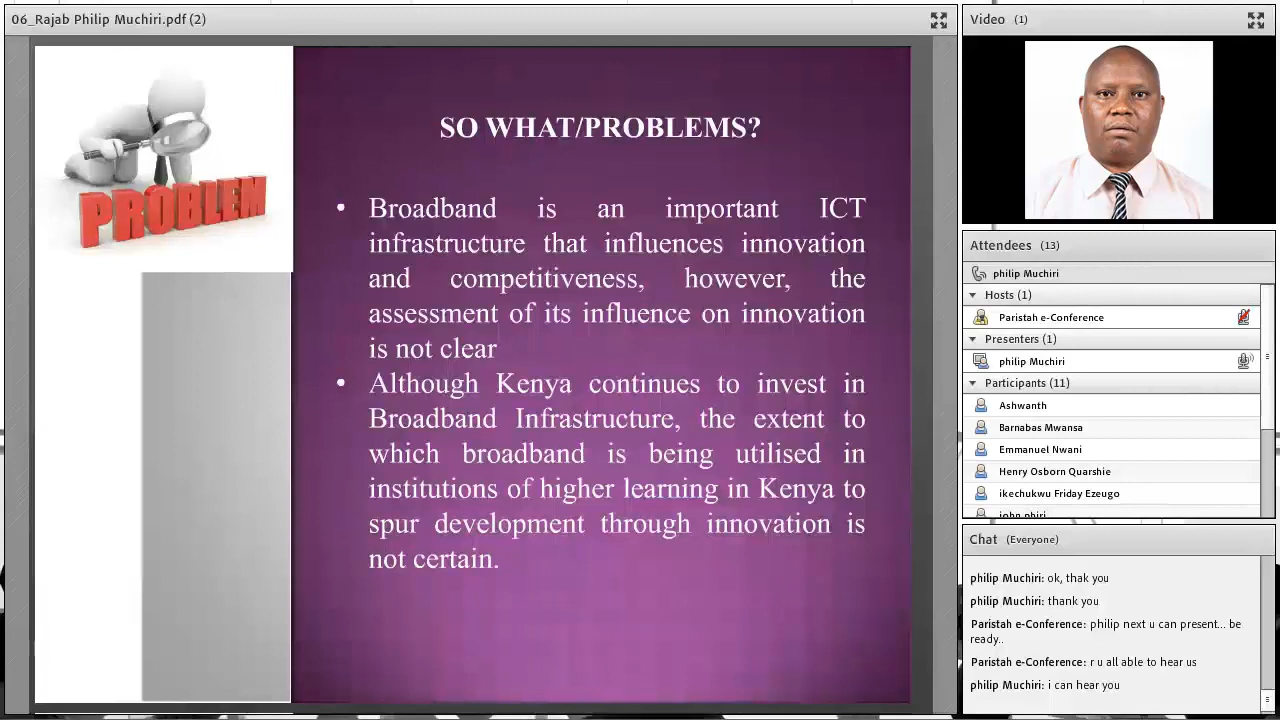 06_Rajab Philip Muchiri.pdf (2)
PROBLEM
SO WHAT/PROBLEMS?
• Broadband is an important ICT
infrastructure that influences innovation
and competitiveness, however, the
assessment of its influence on innovation
is not clear
• Although Kenya continues to invest in
Broadband Infrastructure, the extent to
which broadband is being utilised in
institutions of higher learning in Kenya to
spur development through innovation is
not certain.
Video (1)
Attendees (13)
philip Muchiri
Hosts (1)
Paristah e-Conference
Presenters (1)
philip Muchiri
Participants (11)
Ashwanth
Barnabas Mwansa
Emmanuel Nwani
Henry Osborn Quarshie
ikechukwu Friday Ezeugo
john phiri
Chat (Everyone)
philip Muchiri: ok, thak you
philip Muchiri: thank you
Paristah e-Conference: philip next u can present... be
ready..
Paristah e-Conference: r u all able to hear us
philip Muchiri: i can hear you